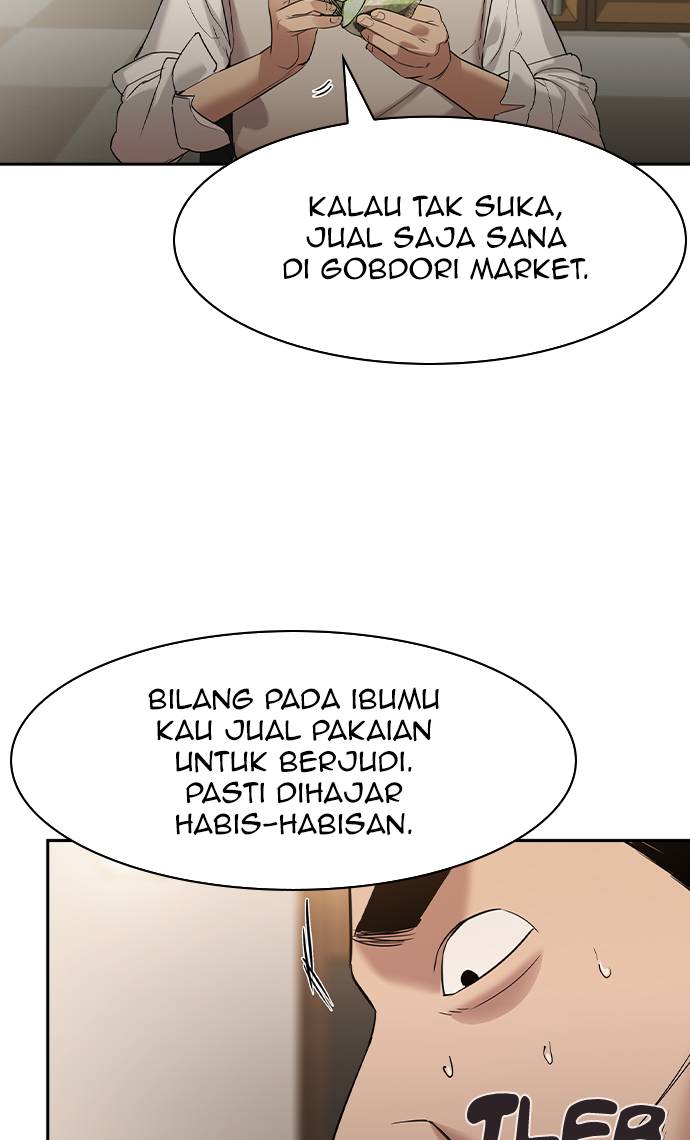 KALAU TAK SUKA,
JUAL SAJA SANA
DI GOBDORI MARKET.
BILANG PADA IBUMU
KAU JUAL PAKAIAN
UNTUK BERJUDI.
PASTI DIHAJAR
HABIS-HABISAN.
TLEB